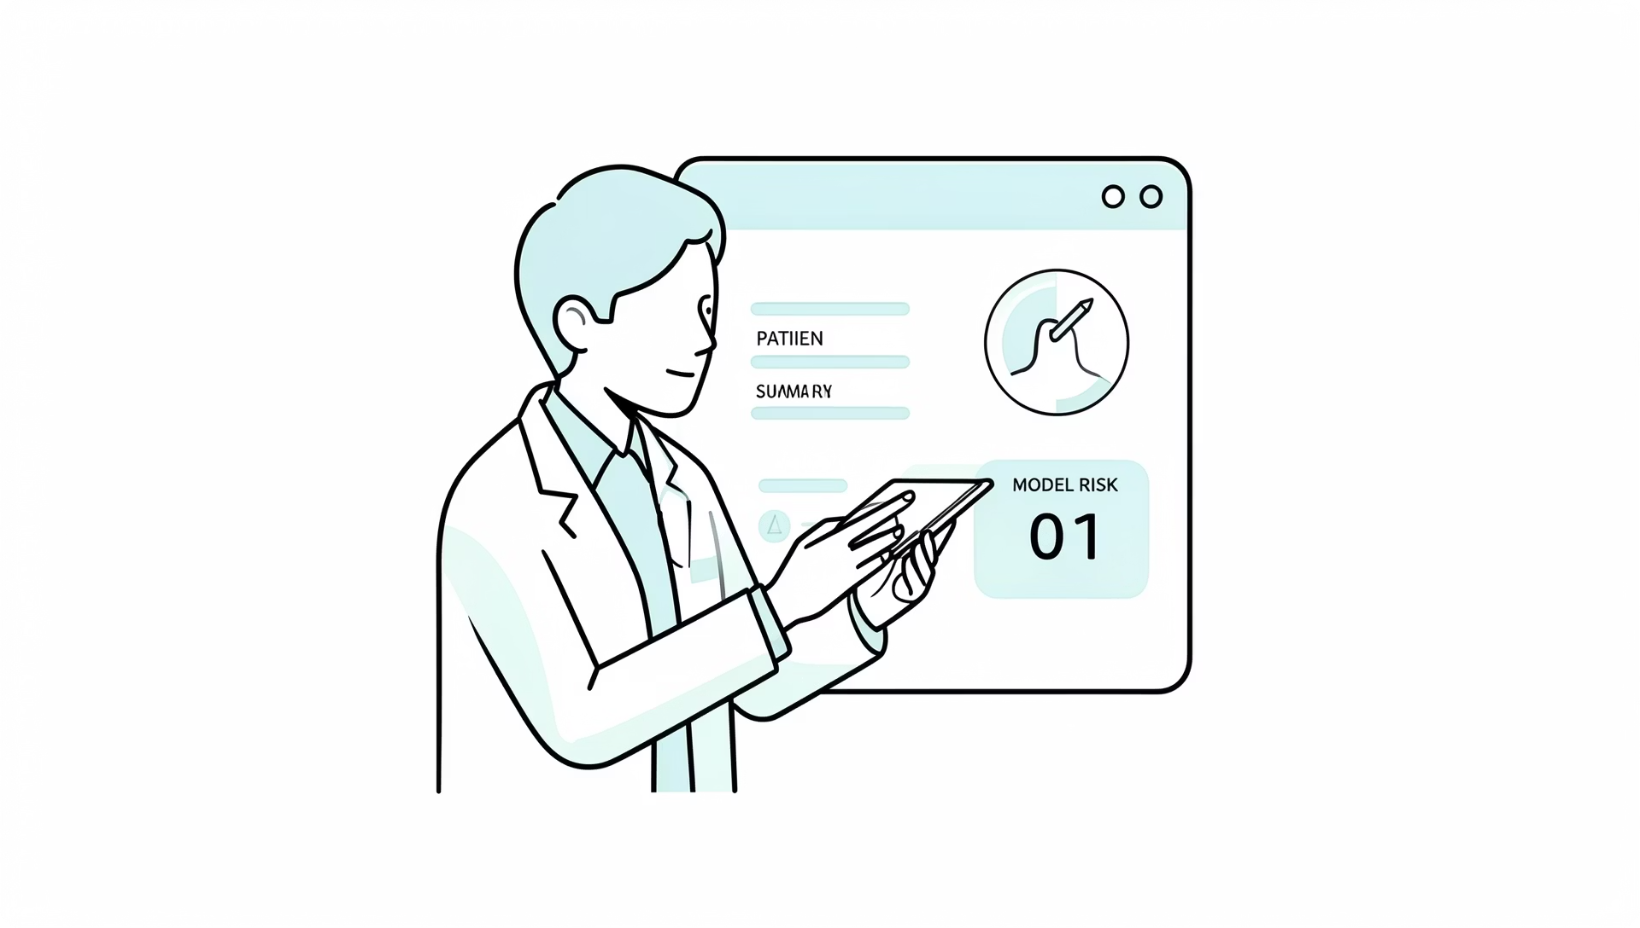 PATIIEN
SUMMARY
MODEL RISK
01